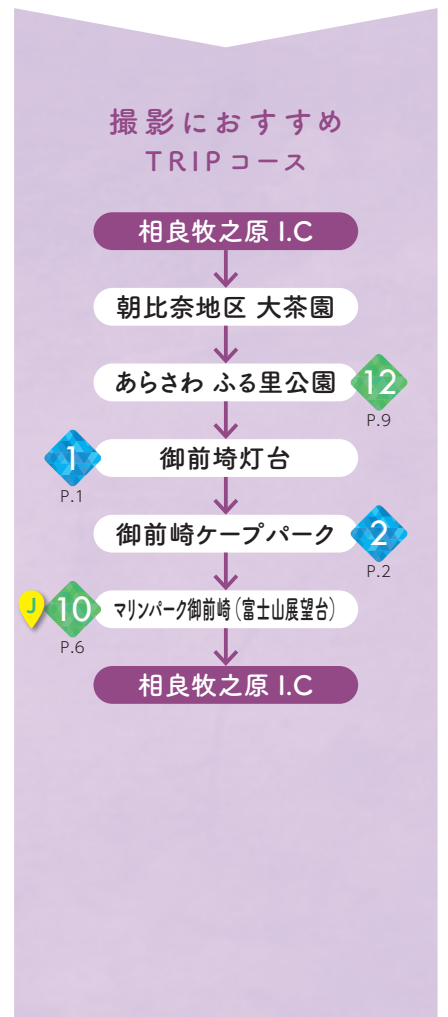 撮影におすすめ
TRIPコース
相良牧之原 I.C
朝比奈地区 大茶園
あらさわ ふる里公園
12
P.9
1
P.1
御前埼灯台
御前崎ケープパーク
2
P.2
J
10
P.6
マリンパーク御前崎(富士山展望台)
相良牧之原 I.C